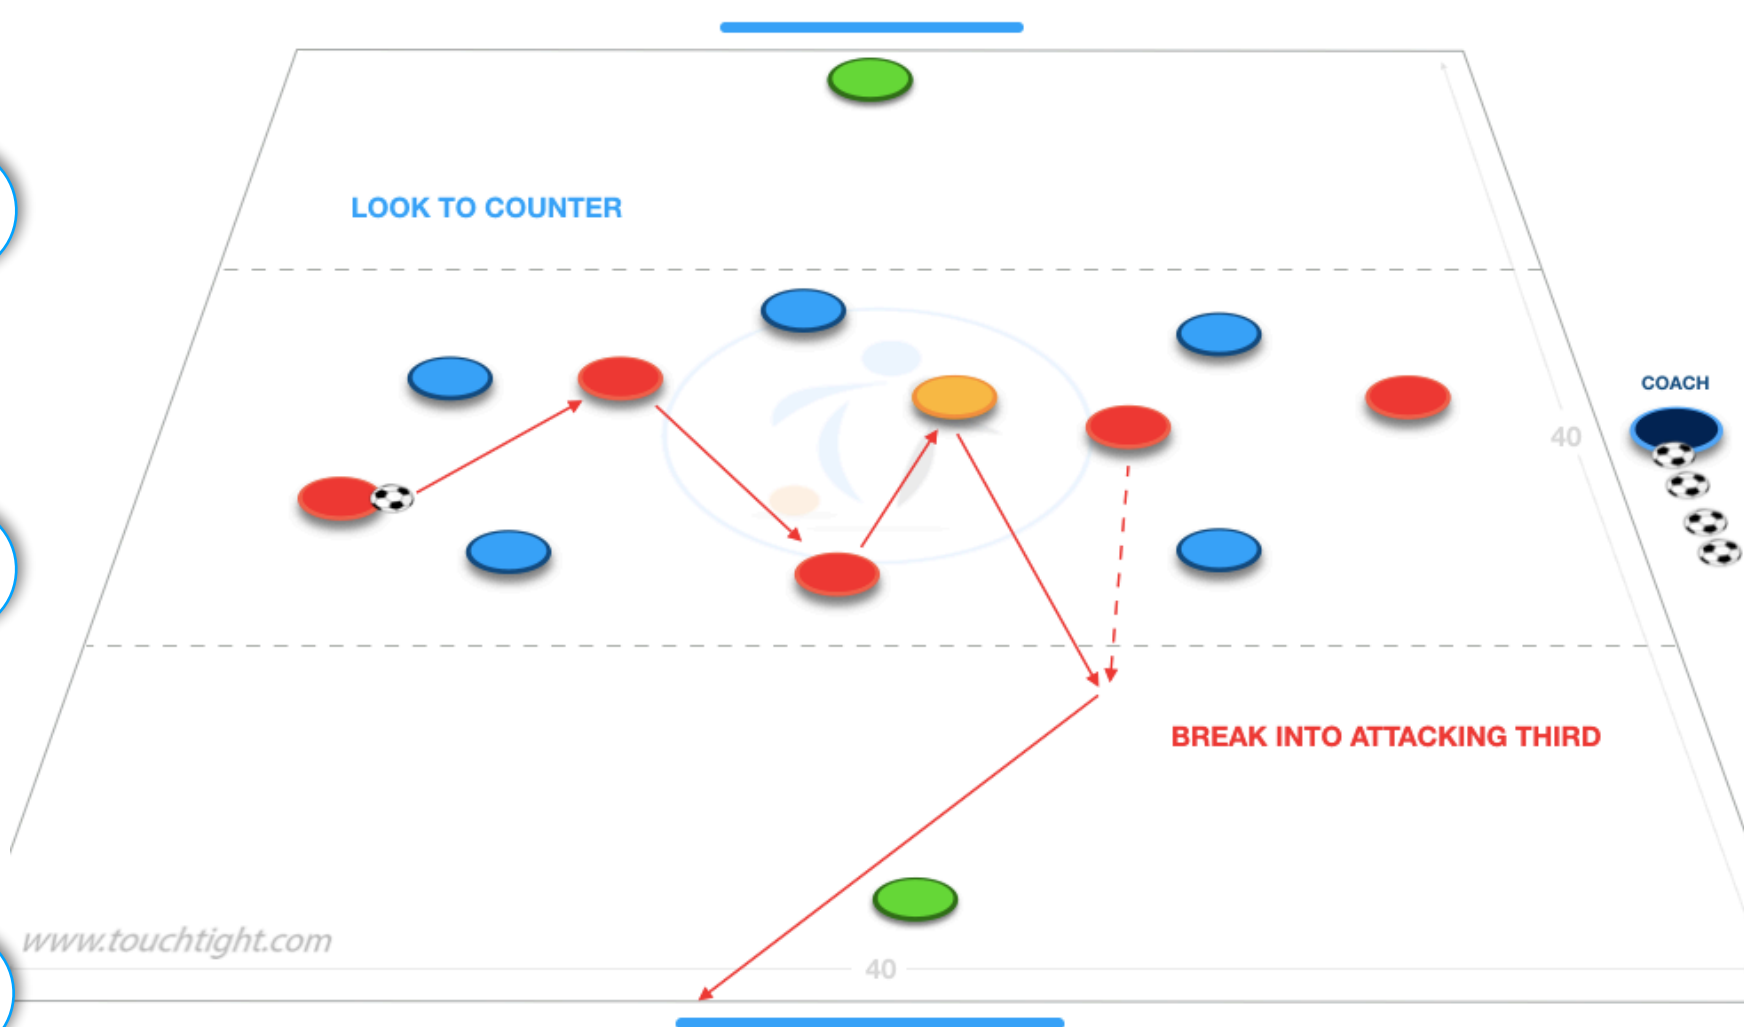 LOOK TO COUNTER
COACH
40
BREAK INTO ATTACKING THIRD
www.touchtight.com
40